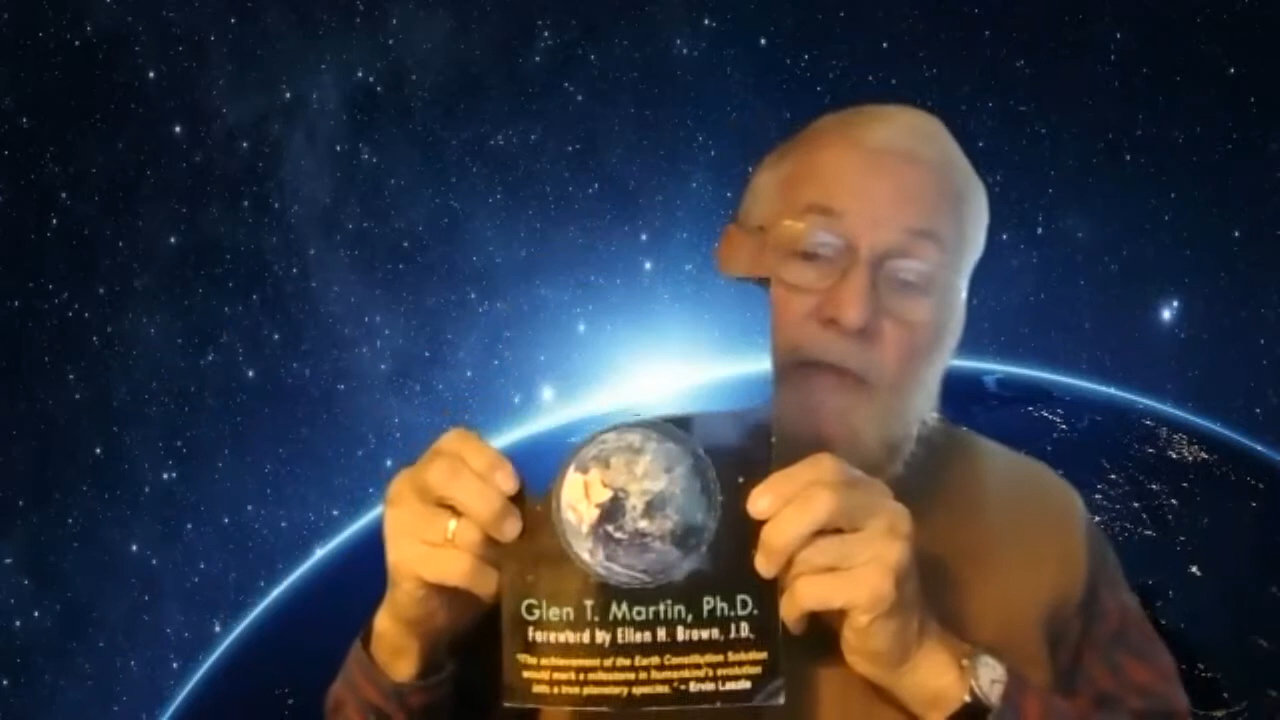 Glen T. Martin, Ph.D.
Foreword by Ellen H. Brown, J.D.
"The achievement of the Earth Constitution Solution
would mark a milestone in humankind's evolution
into a true planetary species." – Ervin Laszlo